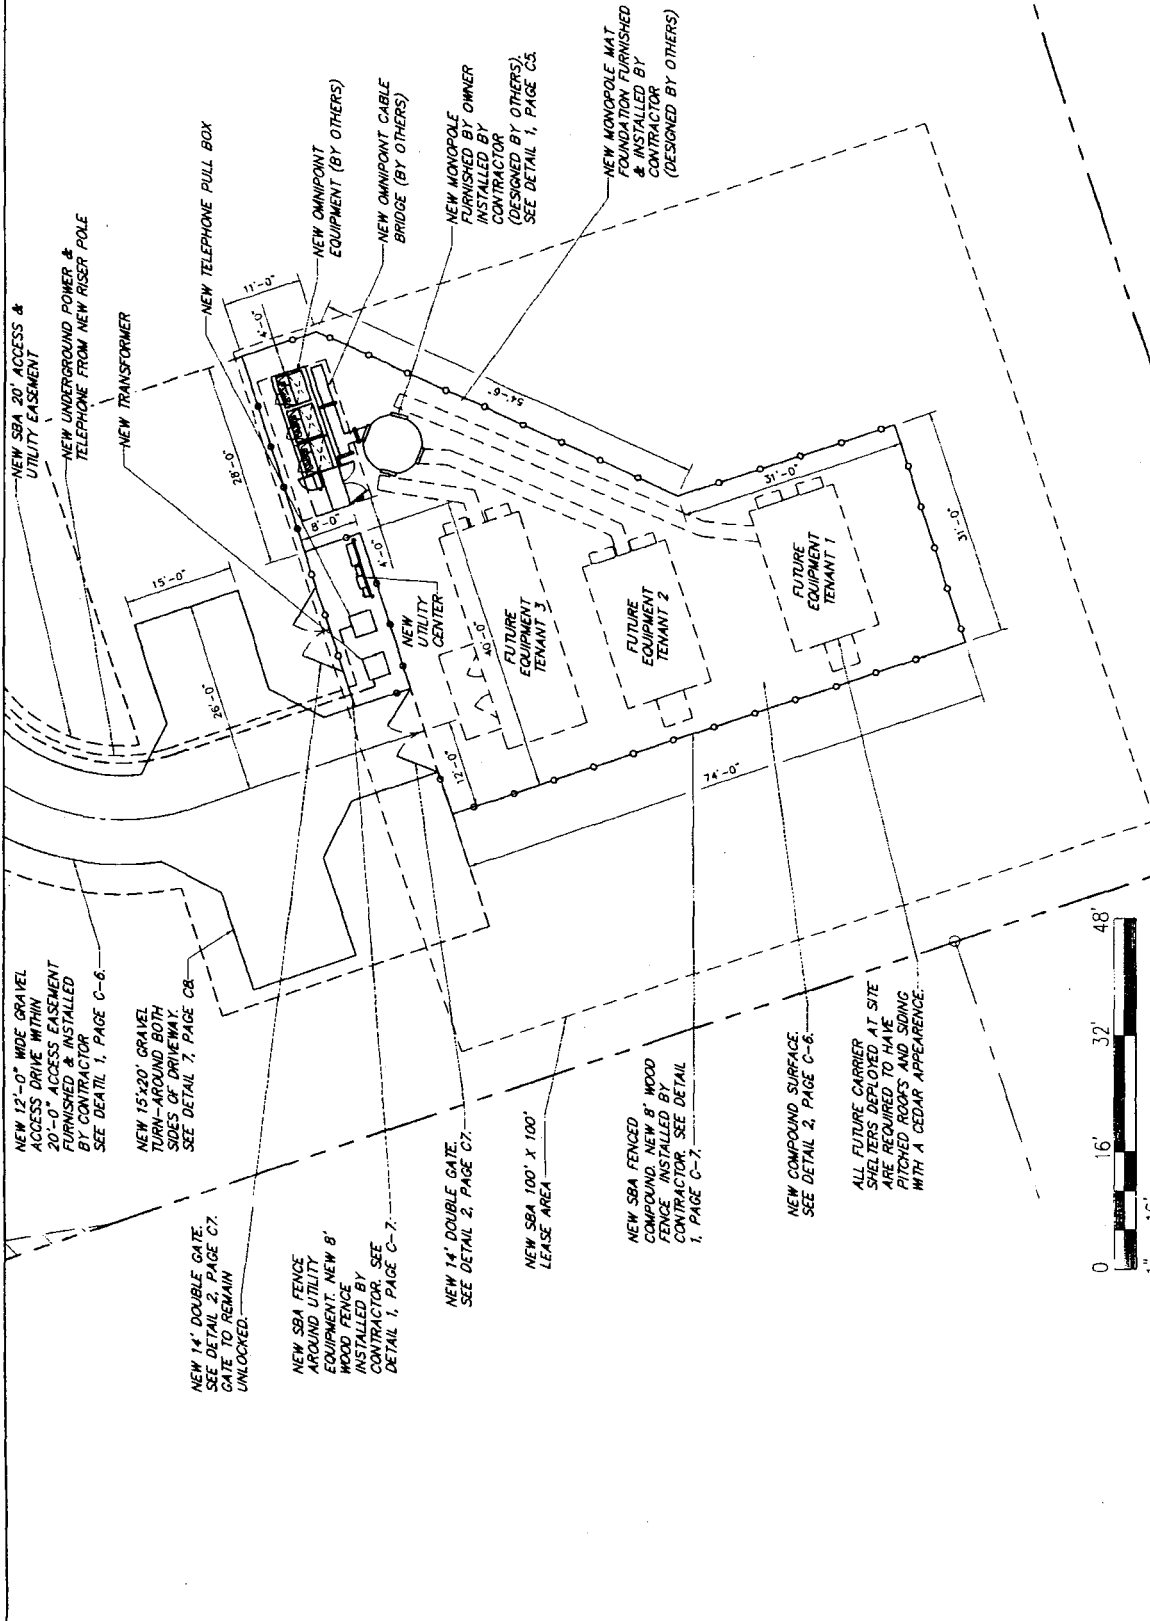 NEW SBA 20' ACCESS &
UTILITY EASEMENT
NEW UNDERGROUND POWER &
TELEPHONE FROM NEW RISER POLE
NEW TRANSFORMER
NEW TELEPHONE PULL BOX
NEW OMNIPOINT
EQUIPMENT (BY OTHERS)
NEW OMNIPOINT CABLE
BRIDGE (BY OTHERS)
NEW MONOPOLE
FURNISHED BY OWNER
INSTALLED BY
CONTRACTOR
(DESIGNED BY OTHERS).
SEE DETAIL 1, PAGE C5.
NEW MONOPOLE MAT
FOUNDATION FURNISHED
& INSTALLED BY
CONTRACTOR
(DESIGNED BY OTHERS)
15'-0"
26'-0"
28'-0"
11'-0"
4'-0"
8'-0"
4'-0"
54'-6"
31'-0"
31'-0"
40'-0"
12'-0"
74'-0"
NEW
UTILITY
CENTER
FUTURE
EQUIPMENT
TENANT 3
FUTURE
EQUIPMENT
TENANT 2
FUTURE
EQUIPMENT
TENANT 1
NEW 12'-0" WIDE GRAVEL
ACCESS DRIVE WITHIN
20'-0" ACCESS EASEMENT
FURNISHED & INSTALLED
BY CONTRACTOR
SEE DEATIL 1, PAGE C-6.
NEW 15'x20' GRAVEL
TURN-AROUND BOTH
SIDES OF DRIVEWAY.
SEE DETAIL 7, PAGE C8.
NEW 14' DOUBLE GATE.
SEE DETAIL 2, PAGE C7.
GATE TO REMAIN
UNLOCKED.
NEW SBA FENCE
AROUND UTILITY
EQUIPMENT. NEW 8'
WOOD FENCE
INSTALLED BY
CONTRACTOR. SEE
DETAIL 1, PAGE C-7.
NEW 14' DOUBLE GATE.
SEE DETAIL 2, PAGE C7.
NEW SBA 100' X 100'
LEASE AREA
NEW SBA FENCED
COMPOUND. NEW 8' WOOD
FENCE INSTALLED BY
CONTRACTOR. SEE DETAIL
1, PAGE C-7.
NEW COMPOUND SURFACE.
SEE DETAIL 2, PAGE C-6.
ALL FUTURE CARRIER
SHELTERS DEPLOYED AT SITE
ARE REQUIRED TO HAVE
PITCHED ROOFS AND SIDING
WITH A CEDAR APPEARENCE.
0 16' 32' 48'